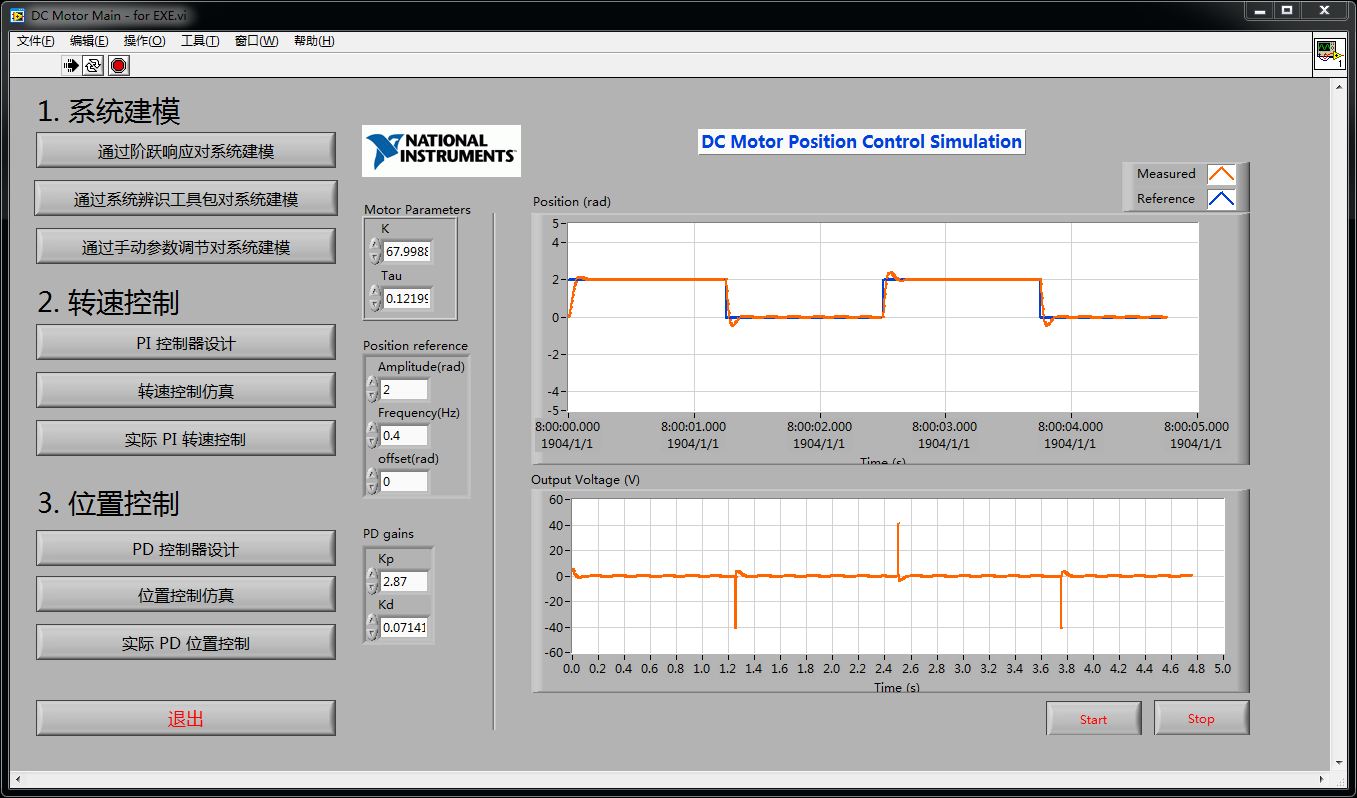 DC Motor Main - for EXE.vi
文件(F) 编辑(E) 操作(O) 工具(T) 窗口(W) 帮助(H)
1
1. 系统建模
通过阶跃响应对系统建模
通过系统辨识工具包对系统建模
通过手动参数调节对系统建模
2. 转速控制
PI 控制器设计
转速控制仿真
实际 PI 转速控制
3. 位置控制
PD 控制器设计
位置控制仿真
实际 PD 位置控制
退出
NATIONAL
INSTRUMENTS
Motor Parameters
K
67.9988
Tau
0.12199
Position reference
Amplitude(rad)
2
Frequency(Hz)
0.4
offset(rad)
0
PD gains
Kp
2.87
Kd
0.07141
DC Motor Position Control Simulation
Measured
Reference
Position (rad)
5
4
2
0
-2
-4
-5
8:00:00.000 8:00:01.000 8:00:02.000 8:00:03.000 8:00:04.000 8:00:05.000
1904/1/1 1904/1/1 1904/1/1 1904/1/1 1904/1/1 1904/1/1
Time (s)
Output Voltage (V)
60
40
20
0
-20
-40
-60
0.0 0.2 0.4 0.6 0.8 1.0 1.2 1.4 1.6 1.8 2.0 2.2 2.4 2.6 2.8 3.0 3.2 3.4 3.6 3.8 4.0 4.2 4.4 4.6 4.8 5.0
Time (s)
Start Stop